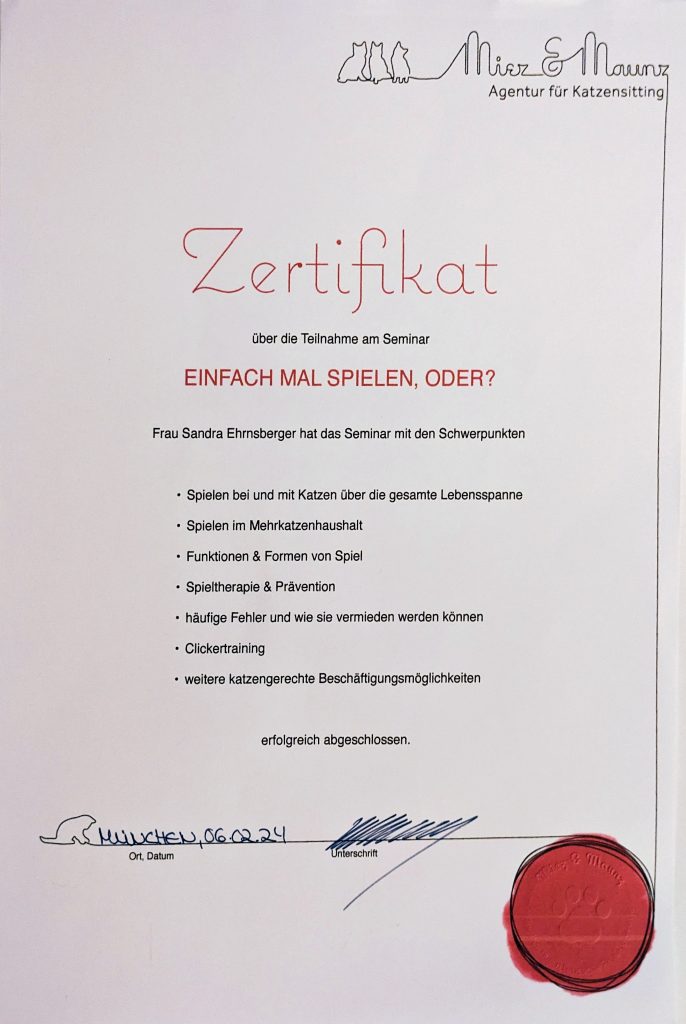 Miez & Maunz
Agentur für Katzensitting
Zertifikat
über die Teilnahme am Seminar
EINFACH MAL SPIELEN, ODER?
Frau Sandra Ehrnsberger hat das Seminar mit den Schwerpunkten
• Spielen bei und mit Katzen über die gesamte Lebensspanne
• Spielen im Mehrkatzenhaushalt
• Funktionen & Formen von Spiel
• Spieltherapie & Prävention
• häufige Fehler und wie sie vermieden werden können
• Clickertraining
• weitere katzengerechte Beschäftigungsmöglichkeiten
erfolgreich abgeschlossen.
MÜNCHEN, 06.02.24
Ort, Datum
Unterschrift
Miez & Maunz